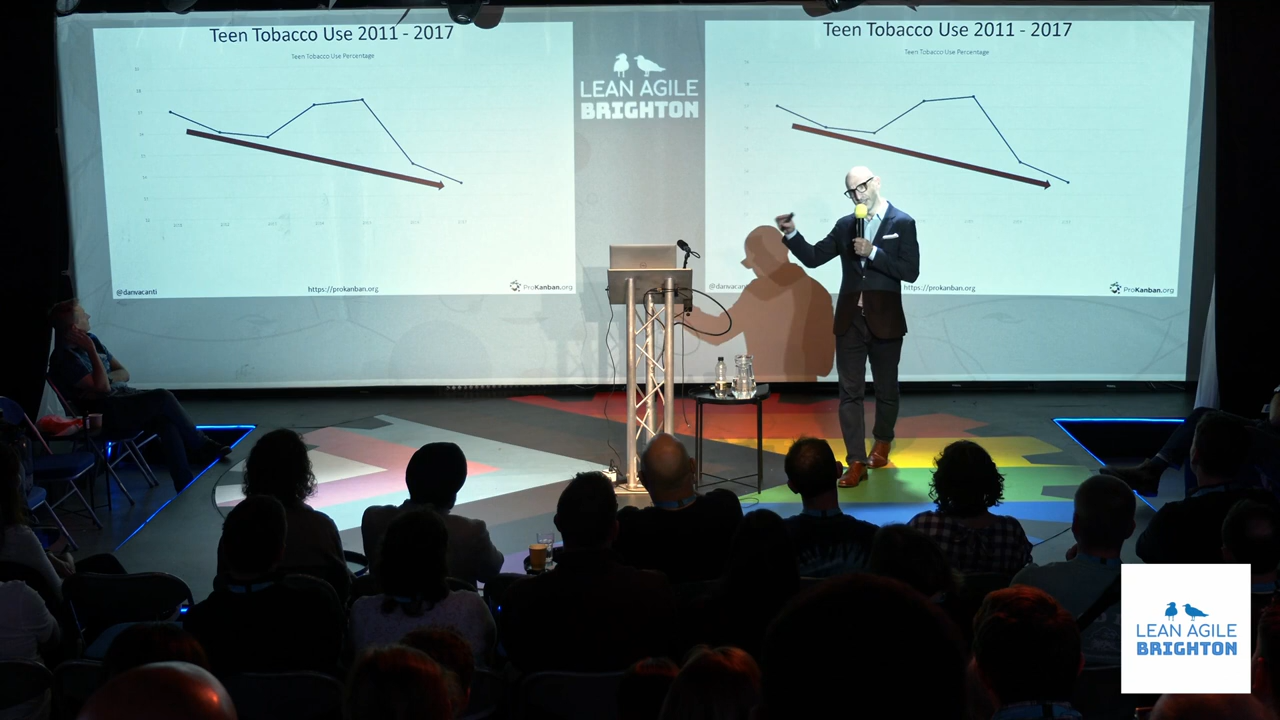 Teen Tobacco Use 2011 - 2017
Teen Tobacco Use Percentage
@danvacanti
https://prokanban.org
ProKanban.org
LEAN AGILE
BRIGHTON
Teen Tobacco Use 2011 - 2017
Teen Tobacco Use Percentage
@danvacanti
https://prokanban.org
ProKanban.org
LEAN AGILE
BRIGHTON